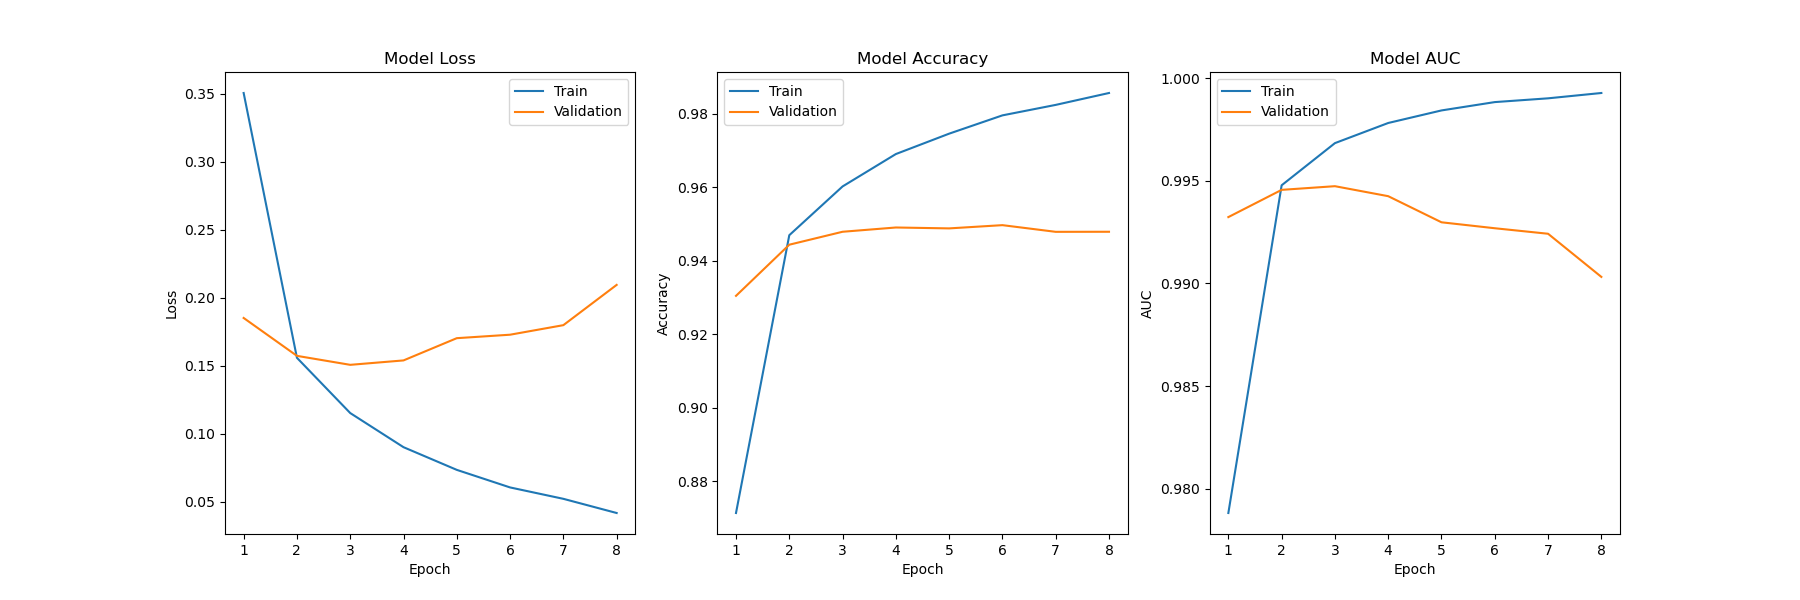 Model Loss
Train
Validation
0.35
0.30
0.25
0.20
0.15
0.10
0.05
Loss
1 2 3 4 5 6 7 8
Epoch
Model Accuracy
Train
Validation
0.98
0.96
0.94
0.92
0.90
0.88
Accuracy
1 2 3 4 5 6 7 8
Epoch
Model AUC
Train
Validation
1.000
0.995
0.990
0.985
0.980
AUC
1 2 3 4 5 6 7 8
Epoch